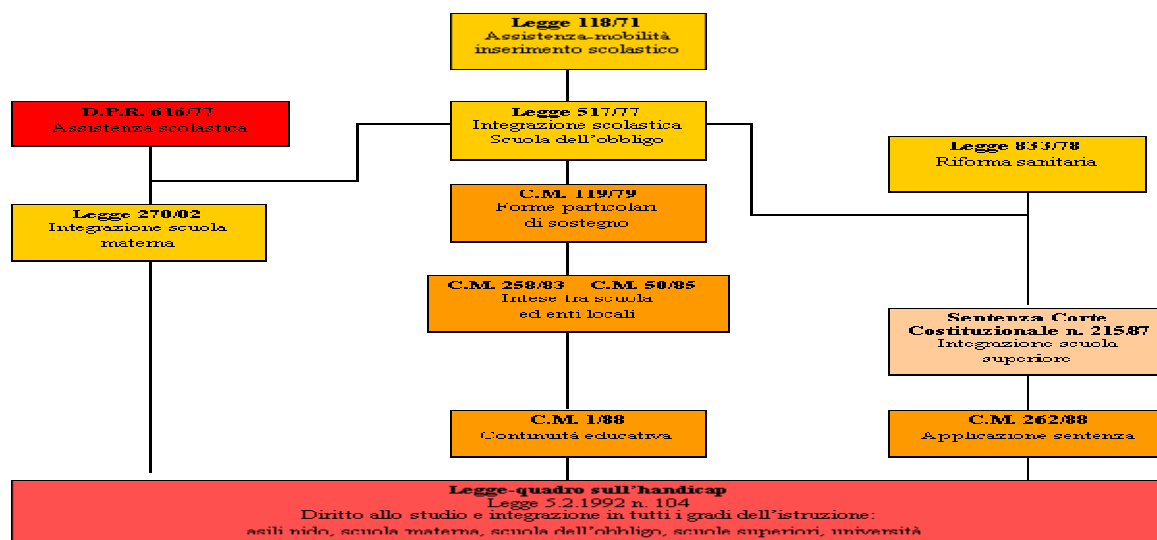 Legge 118/71
Assistenza-mobilità
inserimento scolastico
D.P.R. 616/77
Assistenza scolastica
Legge 517/77
Integrazione scolastica
Scuola dell'obbligo
Legge 833/78
Riforma sanitaria
C.M. 119/79
Forme particolari
di sostegno
Legge 270/02
Integrazione scuola
materna
C.M. 258/83 C.M. 50/85
Intese tra scuola
ed enti locali
Sentenza Corte
Costituzionale n. 215/87
Integrazione scuola
superiore
C.M. 1/88
Continuità educativa
C.M. 262/88
Applicazione sentenza
Legge-quadro sull'handicap
Legge 5.2.1992 n. 104
Diritto allo studio e integrazione in tutti i gradi dell'istruzione:
asili nido, scuola materna, scuola dell'obbligo, scuole superiori, università